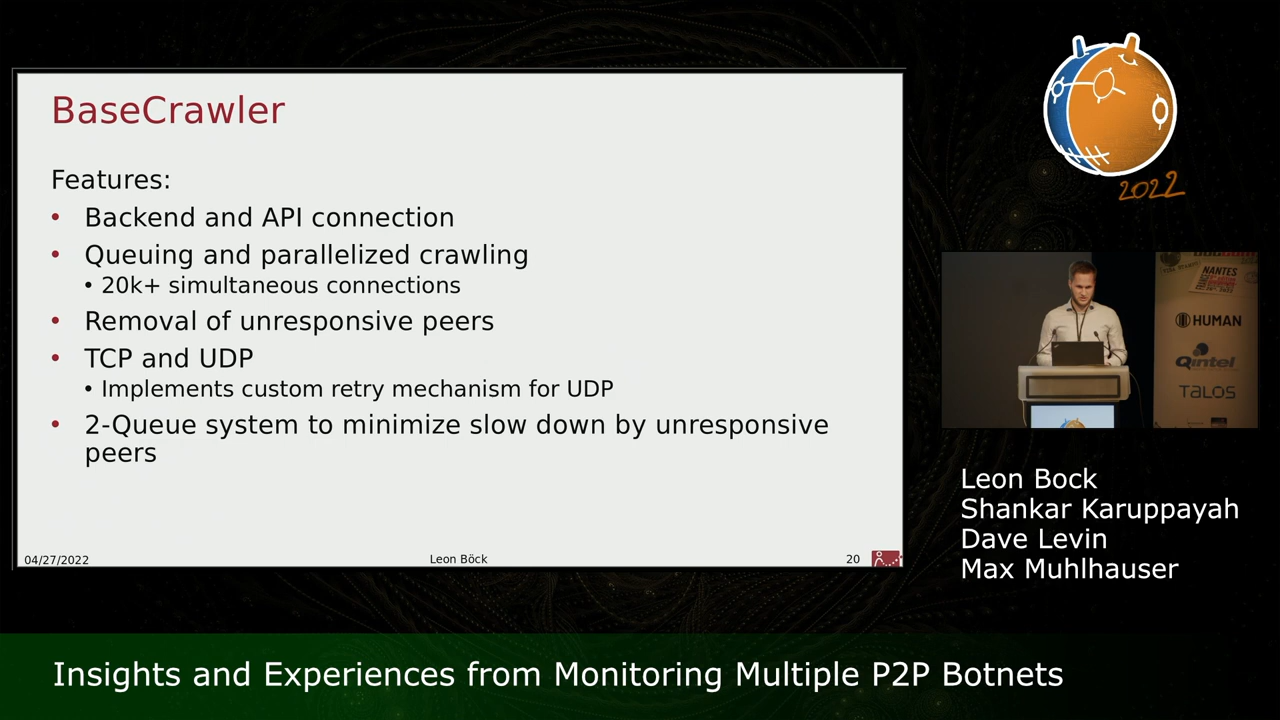 BaseCrawler
Features:
• Backend and API connection
• Queuing and parallelized crawling
• 20k+ simultaneous connections
• Removal of unresponsive peers
• TCP and UDP
• Implements custom retry mechanism for UDP
• 2-Queue system to minimize slow down by unresponsive
peers
04/27/2022
Leon Böck
20
2022
NANTES
HUMAN
Qintel
TALOS
Leon Bock
Shankar Karuppayah
Dave Levin
Max Muhlhauser
Insights and Experiences from Monitoring Multiple P2P Botnets